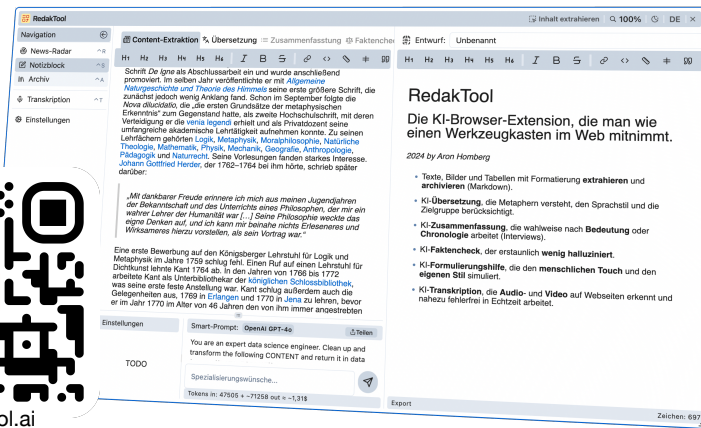 RedakTool
Inhalt extrahieren
100%
DE
Navigation
News-Radar
^R
Notizblock
^S
Archiv
^A
Transkription
^T
Einstellungen
Content-Extraktion
Übersetzung
Zusammenfasstung
Faktenchec
H1 H2 H3 H4 H5 H6 I B S
Schrift De Igne als Abschlussarbeit ein und wurde anschließend
promoviert. Im selben Jahr veröffentlichte er mit Allgemeine
Naturgeschichte und Theorie des Himmels seine erste größere Schrift, die
zunächst jedoch wenig Anklang fand. Schon im September folgte die
Nova dilucidatio, die „die ersten Grundsätze der metaphysischen
Erkenntnis" zum Gegenstand hatte, als zweite Hochschulschrift, mit deren
Verteidigung er die venia legendi erhielt und als Privatdozent seine
umfangreiche akademische Lehrtätigkeit aufnehmen konnte. Zu seinen
Lehrfächern gehörten Logik, Metaphysik, Moralphilosophie, Natürliche
Theologie, Mathematik, Physik, Mechanik, Geografie, Anthropologie,
Pädagogik und Naturrecht. Seine Vorlesungen fanden starkes Interesse.
Johann Gottfried Herder, der 1762–1764 bei ihm hörte, schrieb später
darüber:
„Mit dankbarer Freude erinnere ich mich aus meinen Jugendjahren
der Bekanntschaft und des Unterrichts eines Philosophen, der mir ein
wahrer Lehrer der Humanität war […] Seine Philosophie weckte das
eigne Denken auf, und ich kann mir beinahe nichts Erleseneres und
Wirksameres hierzu vorstellen, als sein Vortrag war."
Eine erste Bewerbung auf den Königsberger Lehrstuhl für Logik und
Metaphysik im Jahre 1759 schlug fehl. Einen Ruf auf einen Lehrstuhl für
Dichtkunst lehnte Kant 1764 ab. In den Jahren von 1766 bis 1772
arbeitete Kant als Unterbibliothekar der königlichen Schlossbibliothek,
was seine erste feste Anstellung war. Kant schlug außerdem auch die
Gelegenheiten aus, 1769 in Erlangen und 1770 in Jena zu lehren, bevor
er im Jahr 1770 im Alter von 46 Jahren den von ihm immer angestrebten
Einstellungen
TODO
Smart-Prompt: OpenAI GPT-4o
Teilen
You are an expert data science engineer. Clean up and
transform the following CONTENT and return it in data
Spezialisierungswünsche...
Tokens in: 47505 + ~71258 out = ~1,31$
Entwurf: Unbenannt
H1 H2 H3 H4 H5 H6 I B S
RedakTool
Die KI-Browser-Extension, die man wie
einen Werkzeugkasten im Web mitnimmt.
2024 by Aron Homberg
• Texte, Bilder und Tabellen mit Formatierung extrahieren und
archivieren (Markdown).
• KI-Übersetzung, die Metaphern versteht, den Sprachstil und die
Zielgruppe berücksichtigt.
• KI-Zusammenfassung, die wahlweise nach Bedeutung oder
Chronologie arbeitet (Interviews).
• KI-Faktencheck, der erstaunlich wenig halluziniert.
• KI-Formulierungshilfe, die den menschlichen Touch und den
eigenen Stil simuliert.
• KI-Transkription, die Audio- und Video auf Webseiten erkennt und
nahezu fehlerfrei in Echtzeit arbeitet.
Export
Zeichen: 697
ol.ai